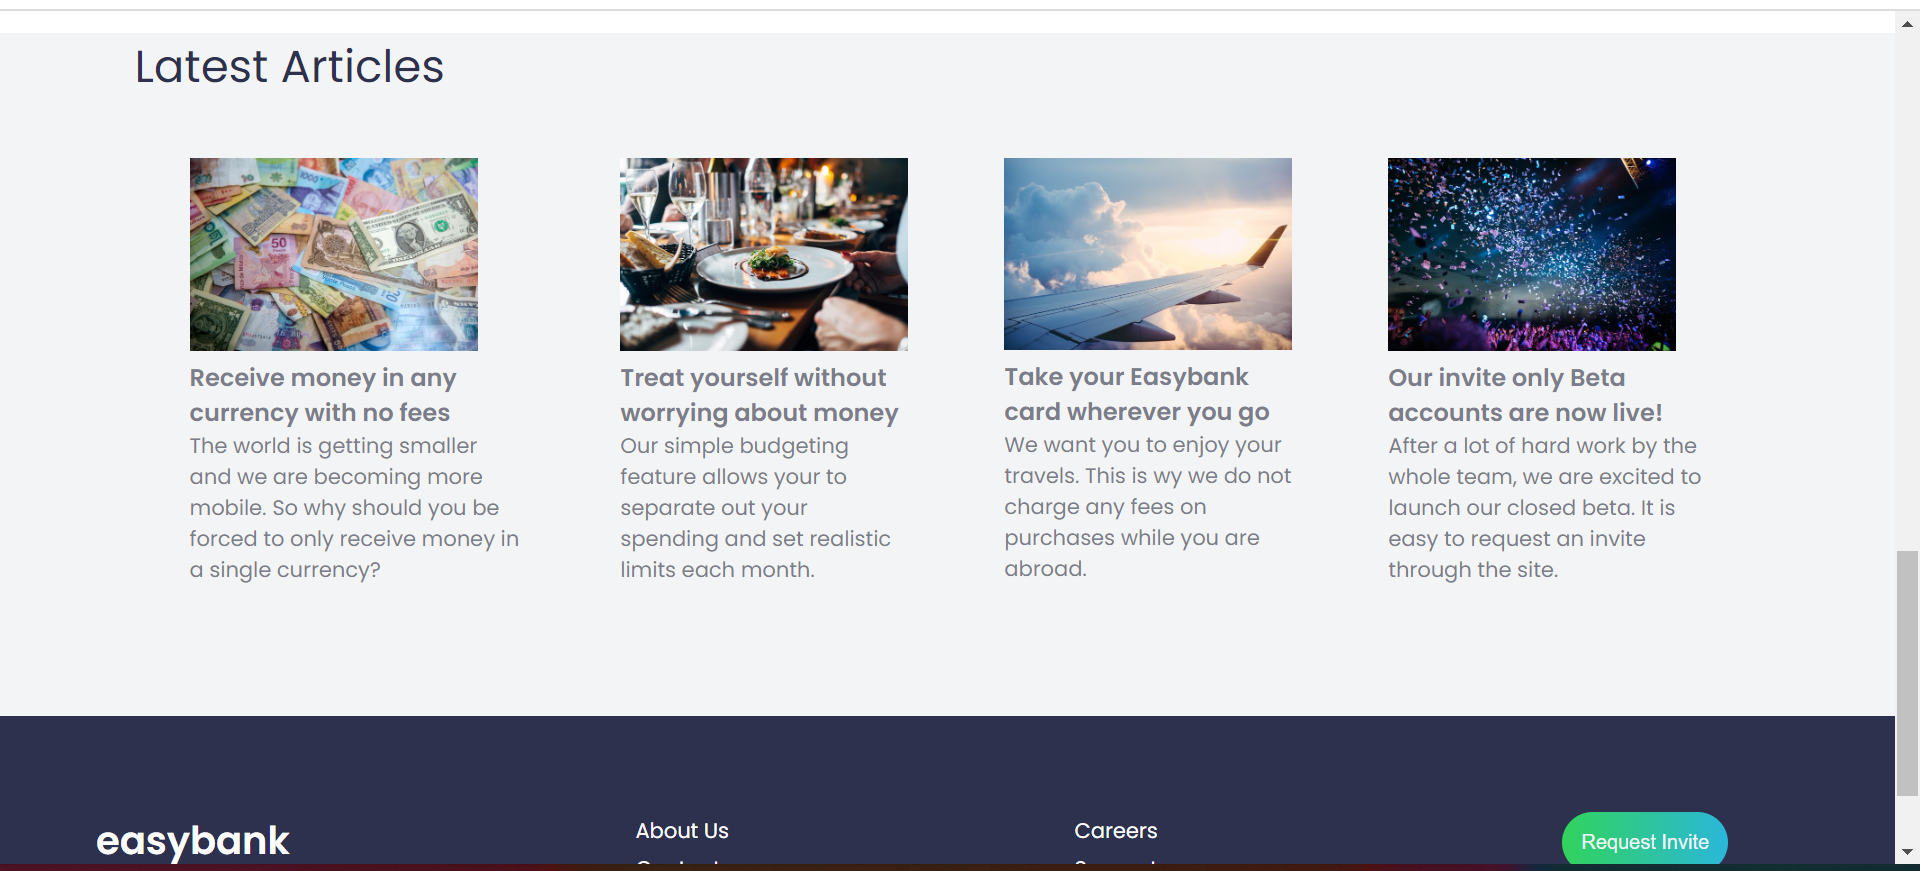 Latest Articles
Receive money in any
currency with no fees
The world is getting smaller
and we are becoming more
mobile. So why should you be
forced to only receive money in
a single currency?
Treat yourself without
worrying about money
Our simple budgeting
feature allows your to
separate out your
spending and set realistic
limits each month.
Take your Easybank
card wherever you go
We want you to enjoy your
travels. This is wy we do not
charge any fees on
purchases while you are
abroad.
Our invite only Beta
accounts are now live!
After a lot of hard work by the
whole team, we are excited to
launch our closed beta. It is
easy to request an invite
through the site.
easybank
About Us
Careers
Request Invite